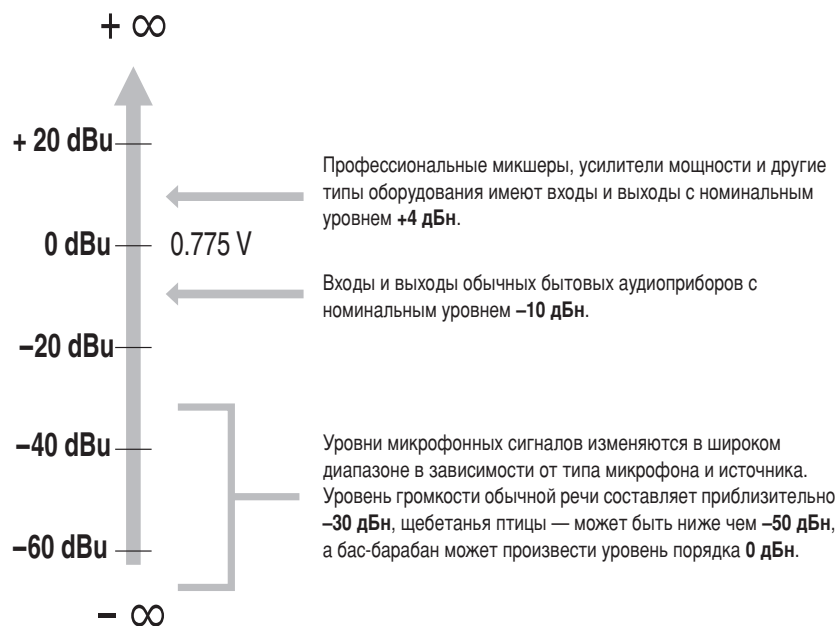 + ∞
+ 20 dBu
Профессиональные микшеры, усилители мощности и другие
типы оборудования имеют входы и выходы с номинальным
уровнем +4 дБн.
0 dBu 0.775 V
Входы и выходы обычных бытовых аудиоприборов с
номинальным уровнем –10 дБн.
–20 dBu
–40 dBu
Уровни микрофонных сигналов изменяются в широком
диапазоне в зависимости от типа микрофона и источника.
Уровень громкости обычной речи составляет приблизительно
–30 дБн, щебетанья птицы — может быть ниже чем –50 дБн,
а бас-барабан может произвести уровень порядка 0 дБн.
–60 dBu
– ∞